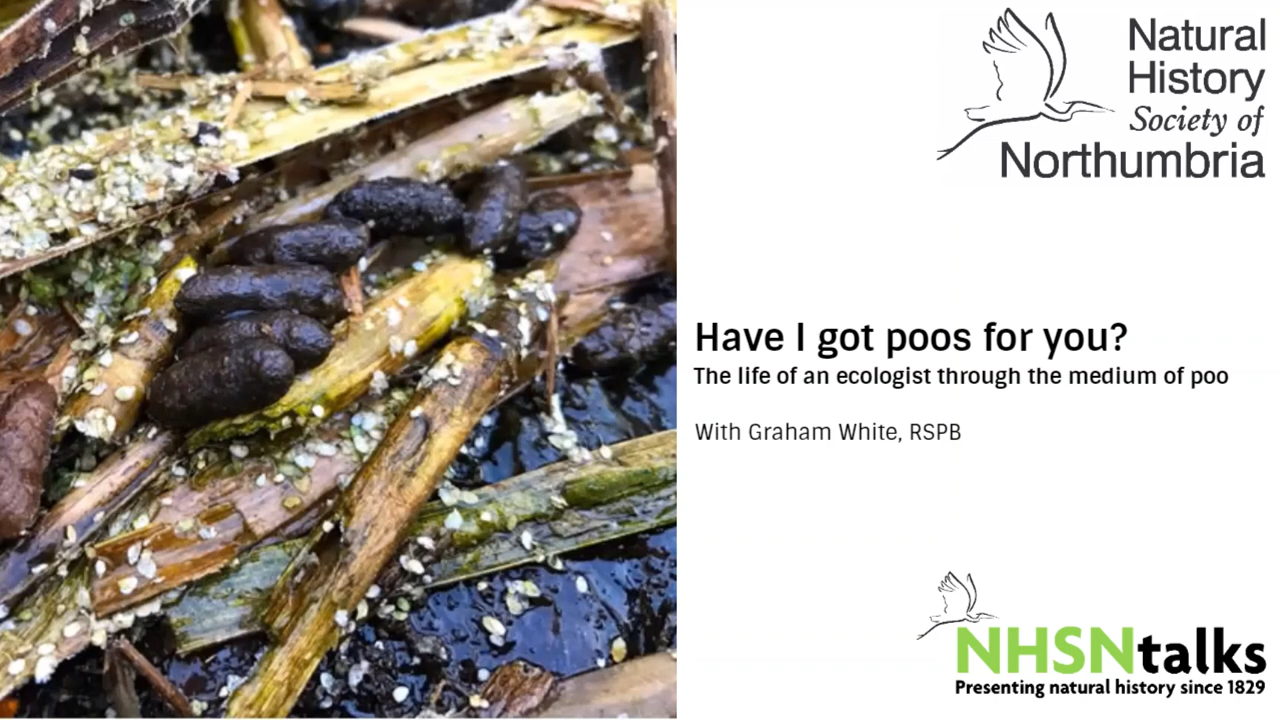 Natural
History
Society of
Northumbria
Have I got poos for you?
The life of an ecologist through the medium of poo
With Graham White, RSPB
NHSNtalks
Presenting natural history since 1829